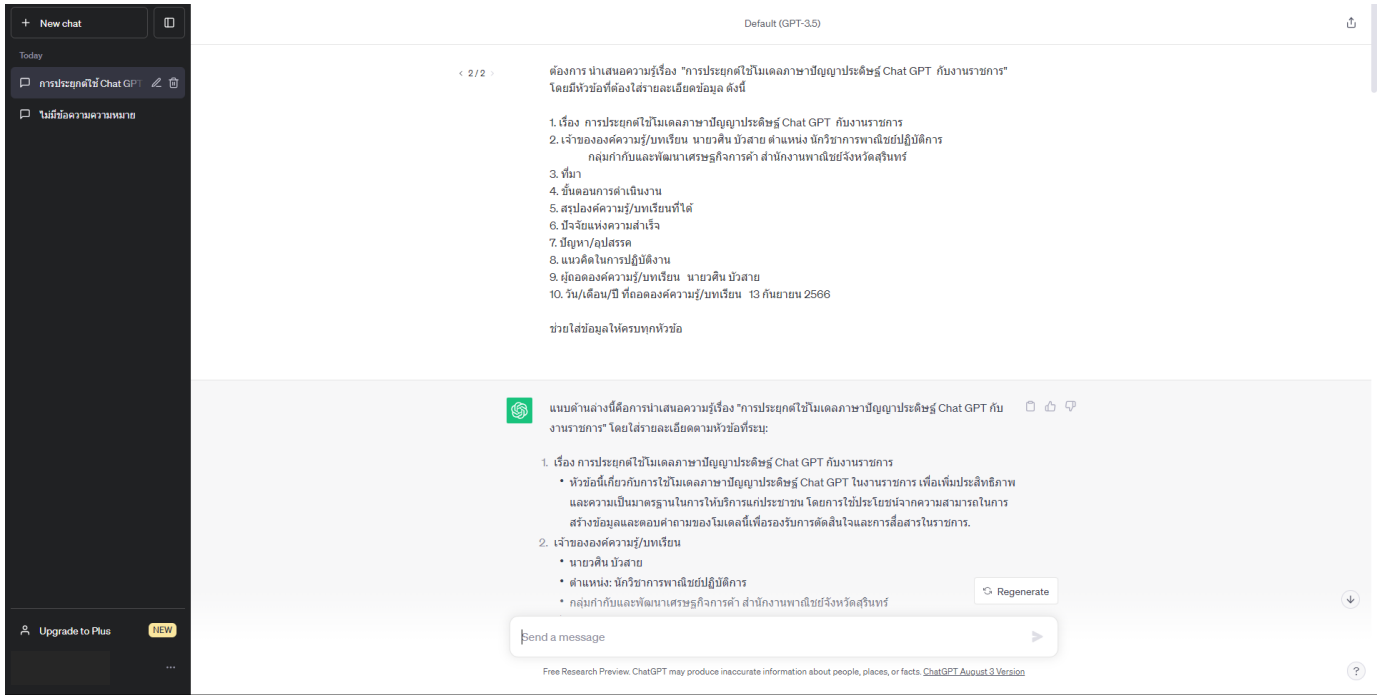 New chat
Today
การประยุกต์ใช้ Chat GPT
ไม่มีข้อความความหมาย
Upgrade to Plus
NEW
Default (GPT-3.5)
< 2 / 2 >
ต้องการ นำเสนอความรู้เรื่อง "การประยุกต์ใช้โมเดลภาษาปัญญาประดิษฐ์ Chat GPT กับงานราชการ"
โดยมีหัวข้อที่ต้องใส่รายละเอียดข้อมูล ดังนี้
1. เรื่อง การประยุกต์ใช้โมเดลภาษาปัญญาประดิษฐ์ Chat GPT กับงานราชการ
2. เจ้าขององค์ความรู้/บทเรียน นายวศิน บัวสาย ตำแหน่ง นักวิชาการพาณิชย์ปฏิบัติการ
กลุ่มกำกับและพัฒนาเศรษฐกิจการค้า สำนักงานพาณิชย์จังหวัดสุรินทร์
3. ที่มา
4. ขั้นตอนการดำเนินงาน
5. สรุปองค์ความรู้/บทเรียนที่ได้
6. ปัจจัยแห่งความสำเร็จ
7. ปัญหา/อุปสรรค
8. แนวคิดในการปฏิบัติงาน
9. ผู้ถอดองค์ความรู้/บทเรียน นายวศิน บัวสาย
10. วัน/เดือน/ปี ที่ถอดองค์ความรู้/บทเรียน 13 กันยายน 2566
ช่วยใส่ข้อมูลให้ครบทุกหัวข้อ
แนบด้านล่างนี้คือการนำเสนอความรู้เรื่อง "การประยุกต์ใช้โมเดลภาษาปัญญาประดิษฐ์ Chat GPT กับ
งานราชการ" โดยใส่รายละเอียดตามหัวข้อที่ระบุ:
1. เรื่อง การประยุกต์ใช้โมเดลภาษาปัญญาประดิษฐ์ Chat GPT กับงานราชการ
• หัวข้อนี้เกี่ยวกับการใช้โมเดลภาษาปัญญาประดิษฐ์ Chat GPT ในงานราชการ เพื่อเพิ่มประสิทธิภาพ
และความเป็นมาตรฐานในการให้บริการแก่ประชาชน โดยการใช้ประโยชน์จากความสามารถในการ
สร้างข้อมูลและตอบคำถามของโมเดลนี้เพื่อรองรับการตัดสินใจและการสื่อสารในราชการ.
2. เจ้าขององค์ความรู้/บทเรียน
• นายวศิน บัวสาย
• ตำแหน่ง: นักวิชาการพาณิชย์ปฏิบัติการ
• กลุ่มกำกับและพัฒนาเศรษฐกิจการค้า สำนักงานพาณิชย์จังหวัดสุรินทร์
Regenerate
Send a message
Free Research Preview. ChatGPT may produce inaccurate information about people, places, or facts. ChatGPT August 3 Version
?